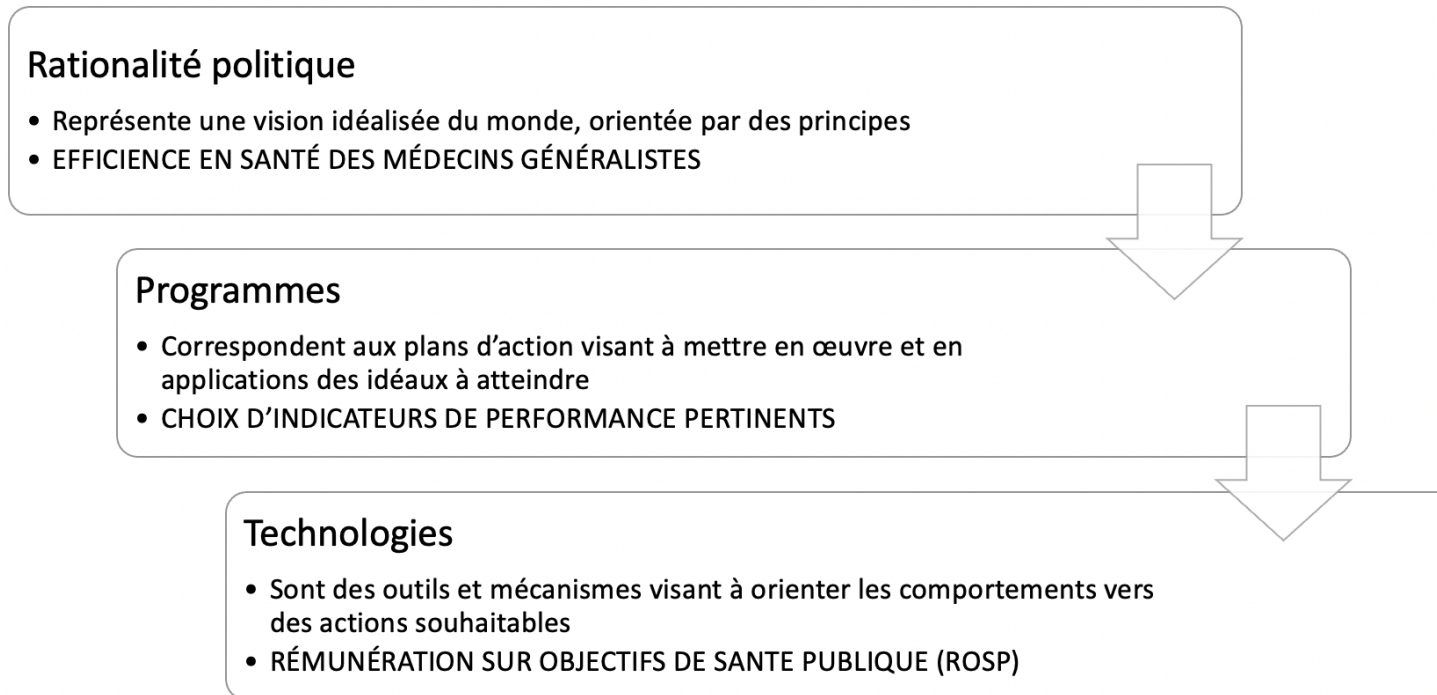 Rationalité politique
• Représente une vision idéalisée du monde, orientée par des principes
• EFFICIENCE EN SANTÉ DES MÉDECINS GÉNÉRALISTES
Programmes
• Correspondent aux plans d’action visant à mettre en œuvre et en
applications des idéaux à atteindre
• CHOIX D’INDICATEURS DE PERFORMANCE PERTINENTS
Technologies
• Sont des outils et mécanismes visant à orienter les comportements vers
des actions souhaitables
• RÉMUNÉRATION SUR OBJECTIFS DE SANTE PUBLIQUE (ROSP)